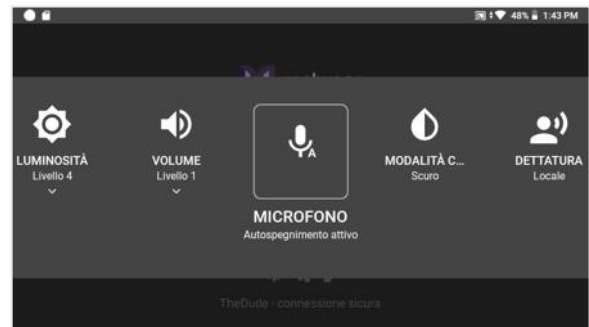 48% 1:43 PM
LUMINOSITÀ
Livello 4
VOLUME
Livello 1
A
MICROFONO
Autospegnimento attivo
MODALITÀ C...
Scuro
DETTATURA
Locale
TheDude - connessione sicura